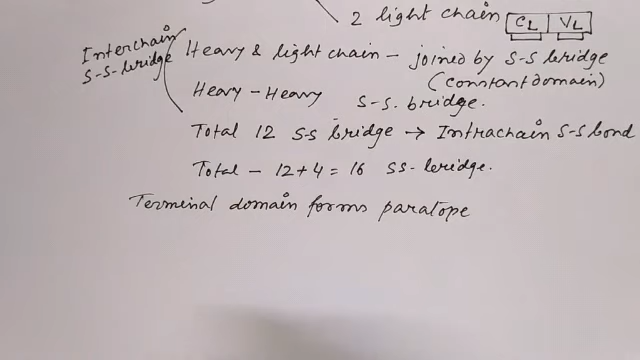 2 light chain CL VL
Interchain S-S-bridge
Heavy & light chain - joined by S-S bridge
(constant domain)
Heavy - Heavy S-S. bridge.
Total 12 S-S bridge → Intrachain S-S bond
Total - 12+4 = 16 SS-bridge.
Terminal domain forms paratope